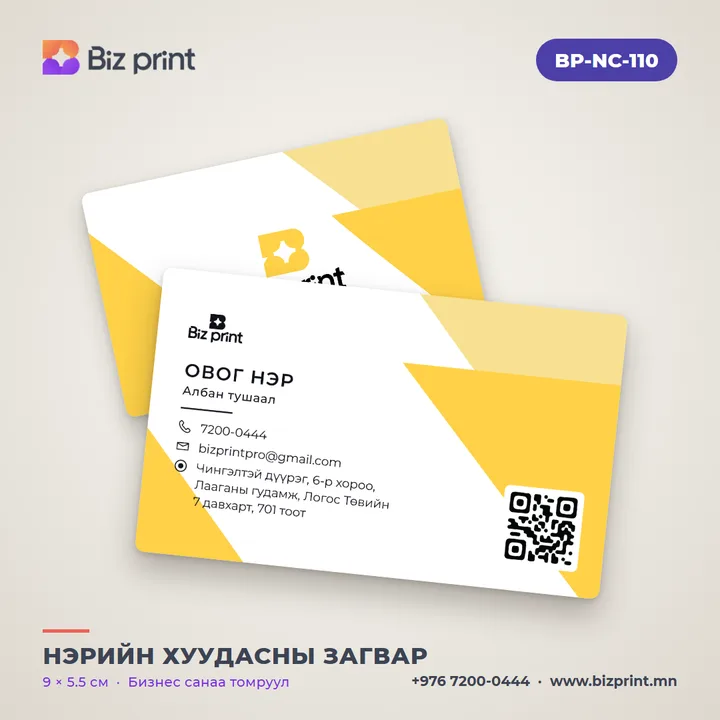 Biz print
BP-NC-110
rint
Biz print
ОВОГ НЭР
Албан тушаал
7200-0444
bizprintpro@gmail.com
Чингэлтэй дүүрэг, 6-р хороо,
Лааганы гудамж, Логос Төвийн
7 давхарт, 701 тоот
НЭРИЙН ХУУДАСНЫ ЗАГВАР
9 × 5.5 см · Бизнес санаа томруул
+976 7200-0444 · www.bizprint.mn